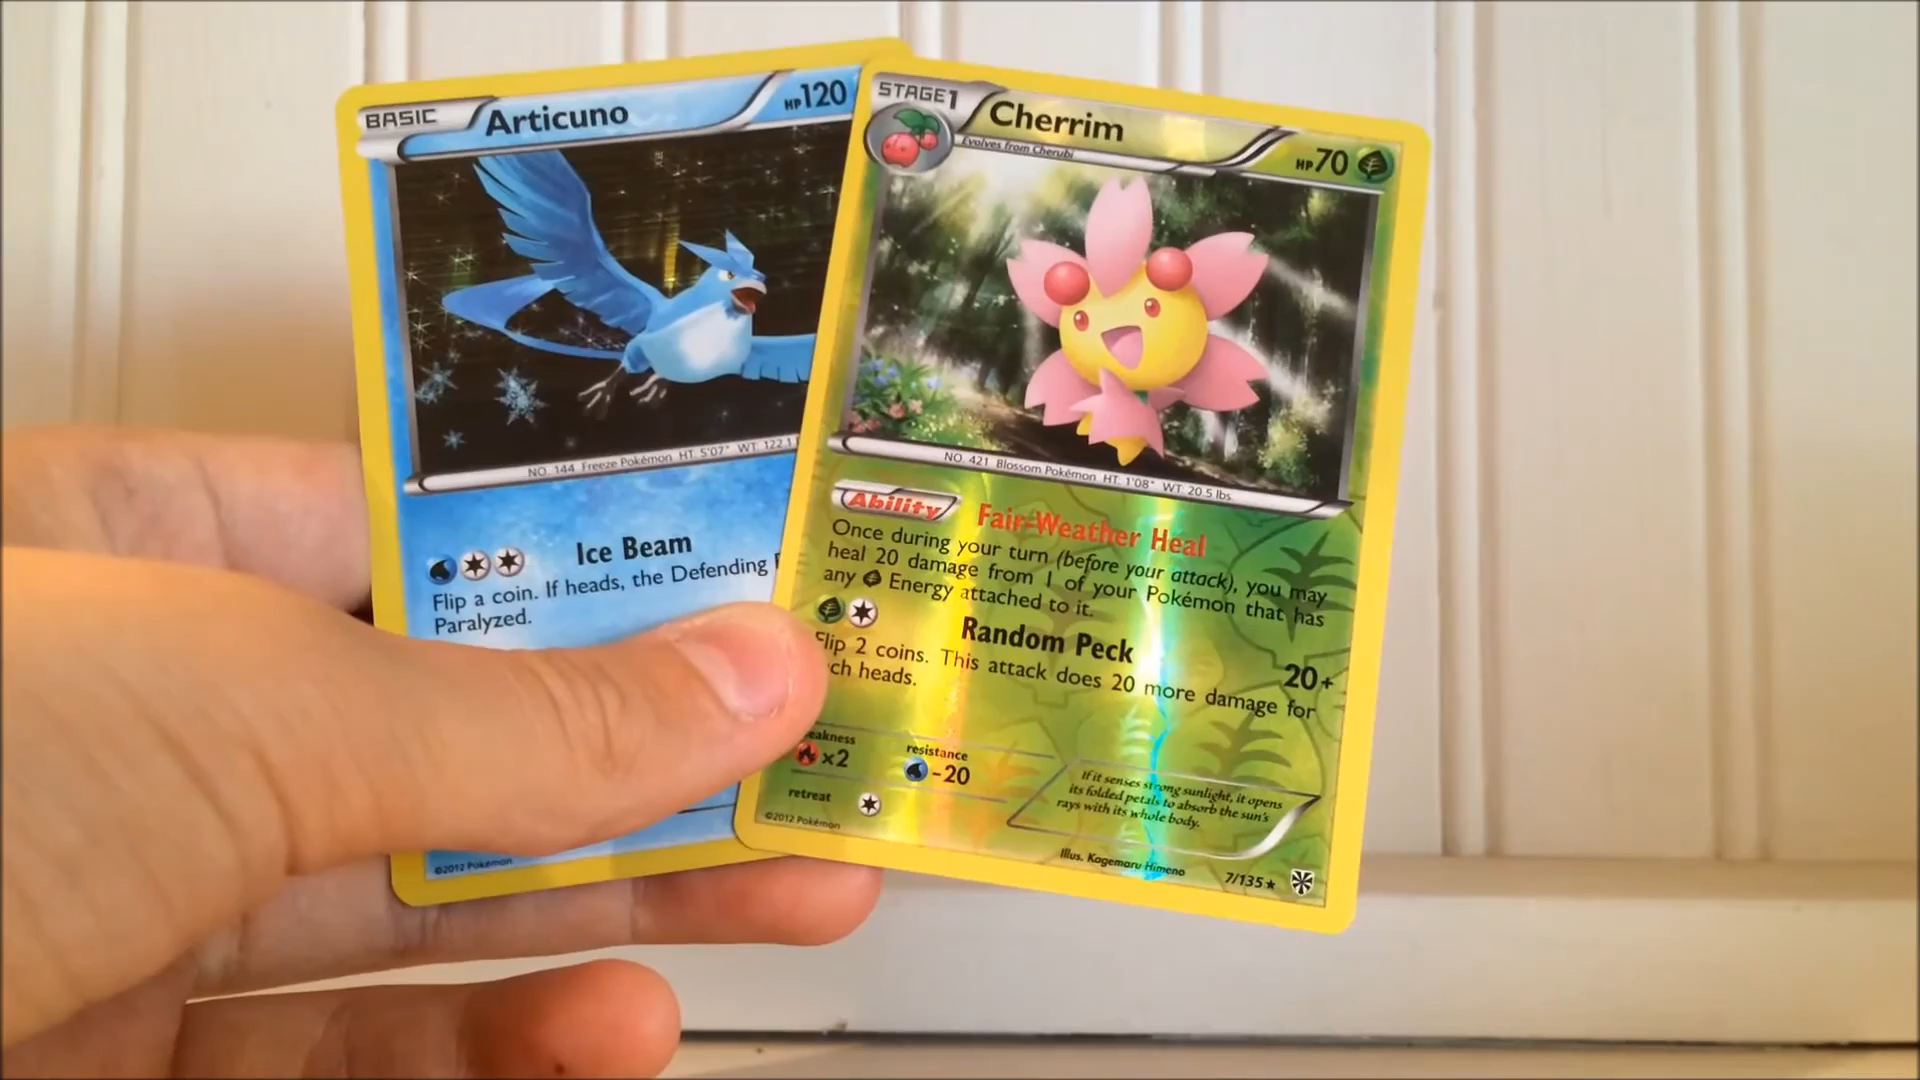 BASIC
Articuno
HP120
NO. 144 Freeze Pokémon HT. 5'07" WT. 122.1
Ice Beam
Flip a coin. If heads, the Defending
Paralyzed.
©2012 Pokémon
STAGE1
Cherrim
Evolves from Cherubi
HP70
NO. 421 Blossom Pokémon HT. 1'08" WT. 20.5 lbs
Ability
Fair-Weather Heal
Once during your turn (before your attack), you may
heal 20 damage from 1 of your Pokémon that has
any Energy attached to it.
Random Peck
20+
Flip 2 coins. This attack does 20 more damage for
ch heads.
eakness
×2
resistance
-20
retreat
If it senses strong sunlight, it opens
its folded petals to absorb the sun's
rays with its whole body.
©2012 Pokémon
Illus. Kagemaru Himeno
7/135★